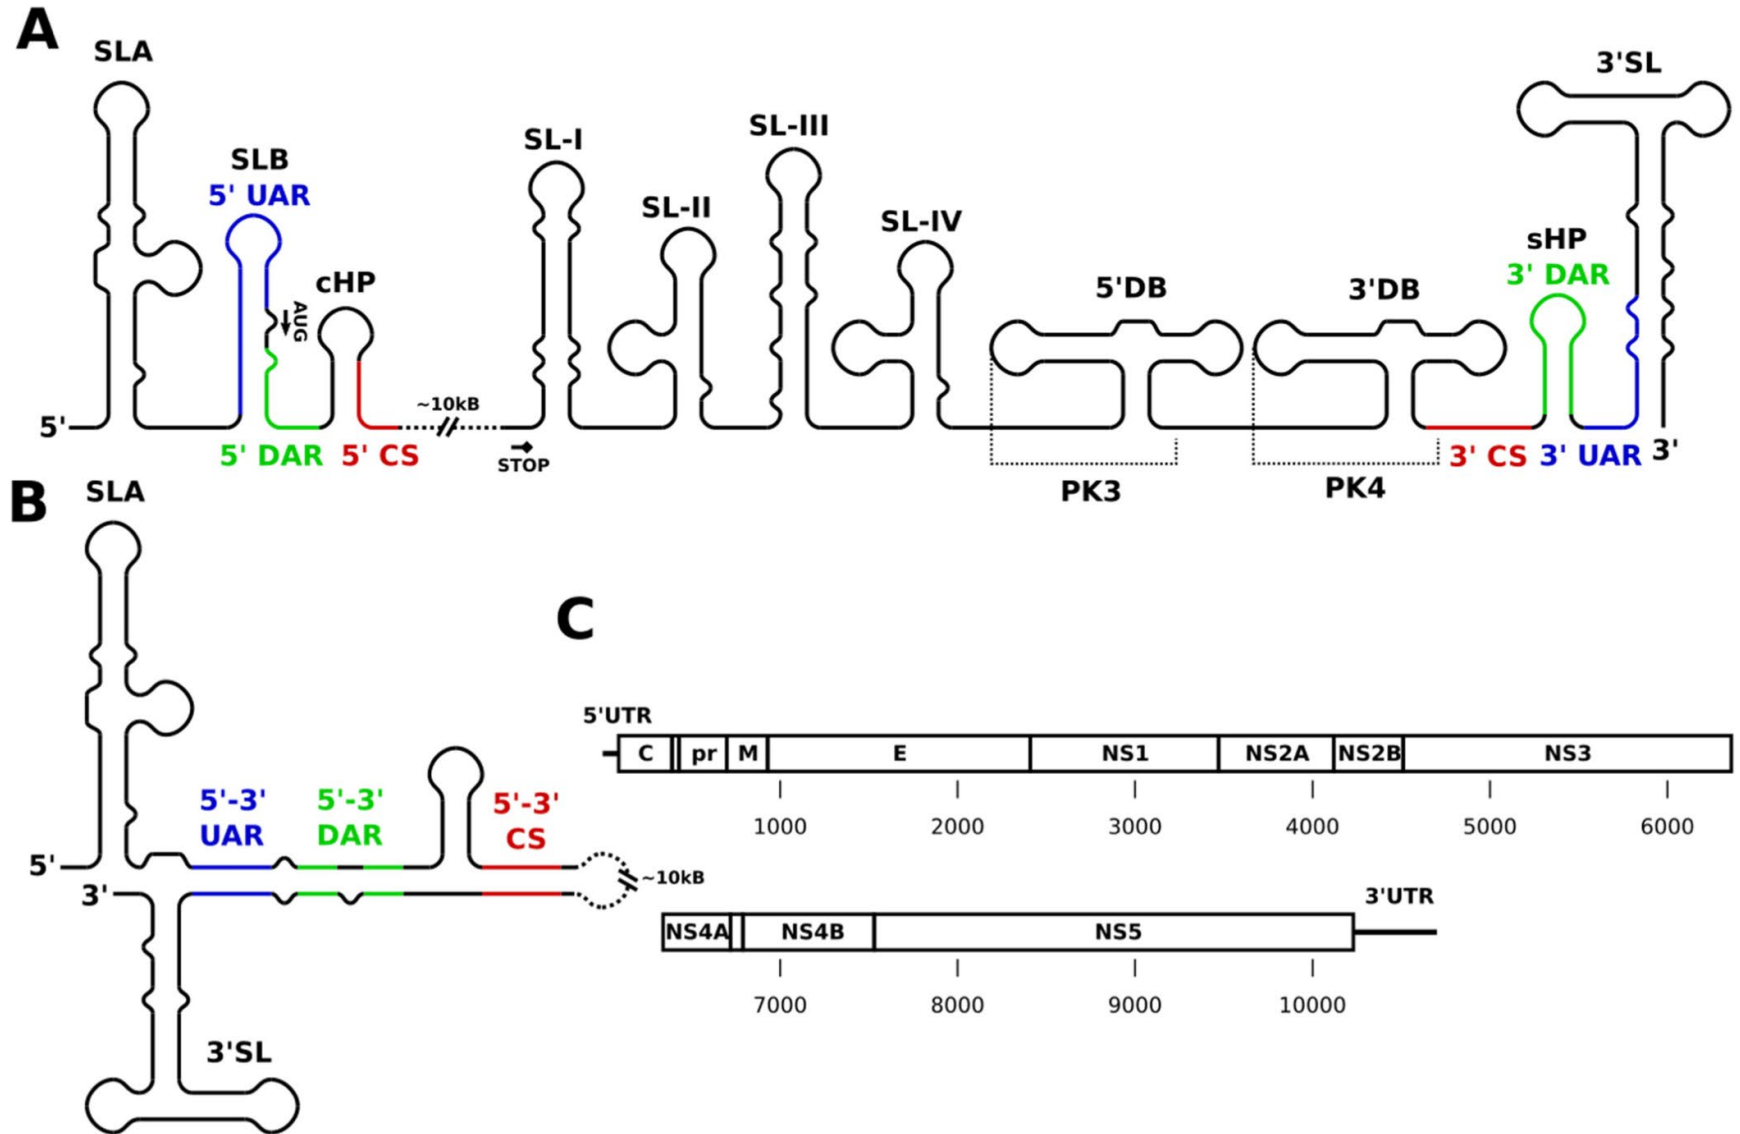 A
SLA
SLB
5' UAR
cHP
AUG
5'
5' DAR
5' CS
~10kB
STOP
SL-I
SL-II
SL-III
SL-IV
5'DB
3'DB
PK3
PK4
sHP
3' DAR
3'SL
3' CS
3' UAR
3'
B
SLA
5'-3'
UAR
5'-3'
DAR
5'-3'
CS
5'
3'
~10kB
3'SL
C
5'UTR
C pr M E NS1 NS2A NS2B NS3
1000 2000 3000 4000 5000 6000
3'UTR
NS4A NS4B NS5
7000 8000 9000 10000